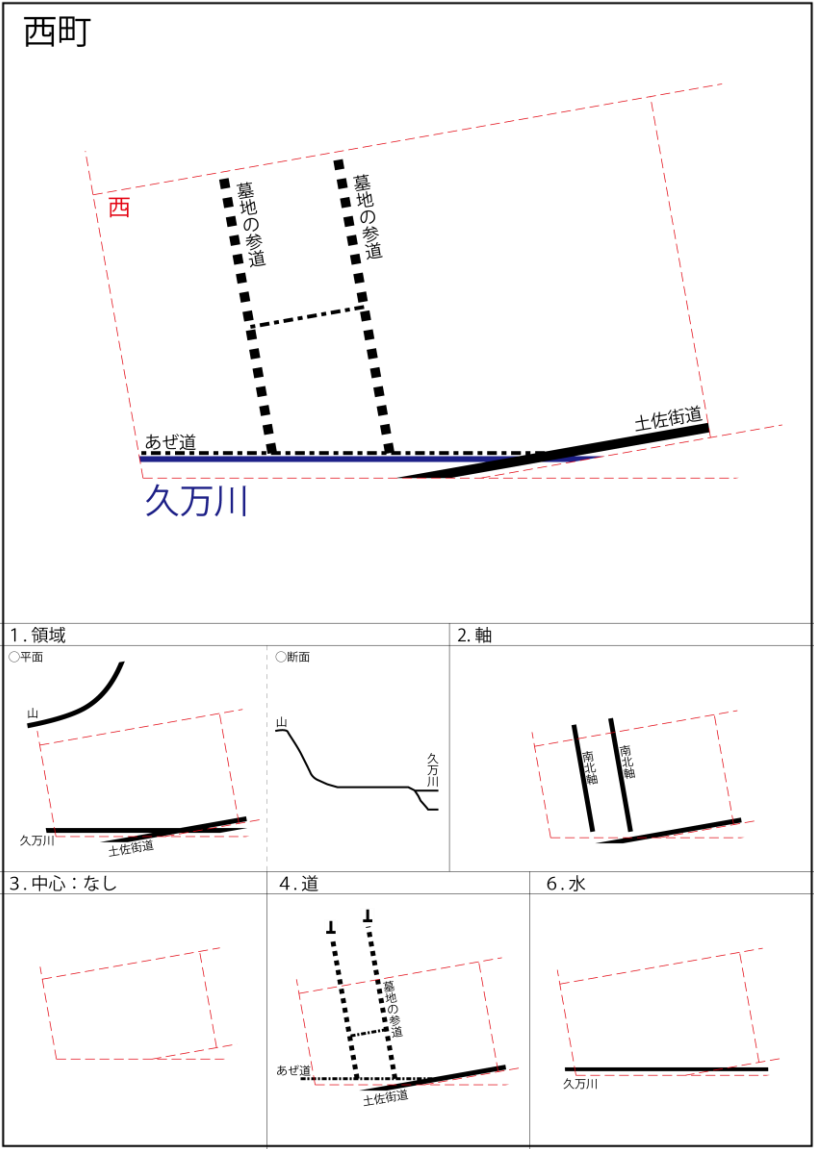 西町
西
墓地の参道
墓地の参道
あぜ道
土佐街道
久万川
1.領域
2.軸
○平面
○断面
山
久万川
土佐街道
山
久万川
南北軸
南北軸
3.中心：なし
4.道
6.水
墓地の参道
あぜ道
土佐街道
久万川